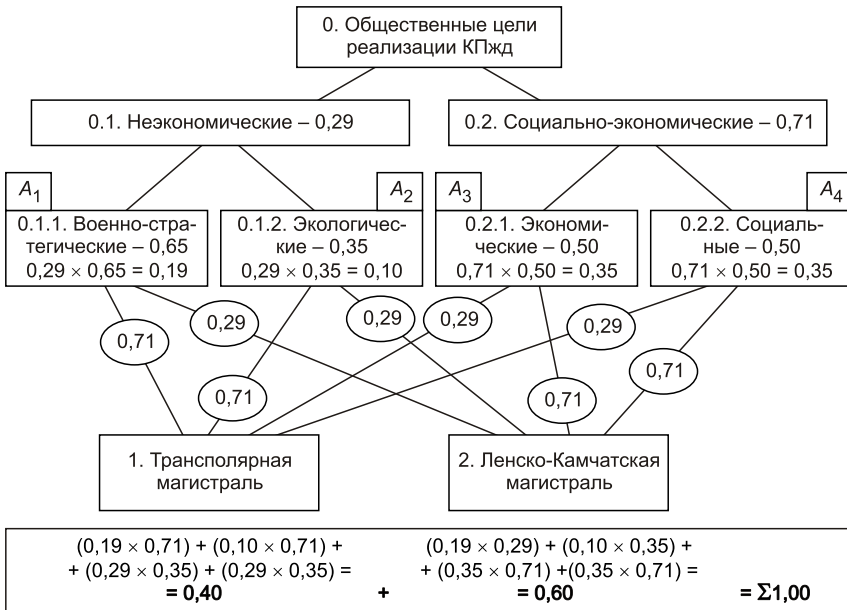 0. Общественные цели
реализации КПжд
0.1. Неэкономические – 0,29
0.2. Социально-экономические – 0,71
A1
A2
A3
A4
0.1.1. Военно-стра-
тегические – 0,65
0,29 × 0,65 = 0,19
0.1.2. Экологичес-
кие – 0,35
0,29 × 0,35 = 0,10
0.2.1. Экономи-
ческие – 0,50
0,71 × 0,50 = 0,35
0.2.2. Социаль-
ные – 0,50
0,71 × 0,50 = 0,35
0,71
0,29
0,29
0,29
0,29
0,71
0,71
0,71
1. Трансполярная
магистраль
2. Ленско-Камчатская
магистраль
(0,19 × 0,71) + (0,10 × 0,71) +
+ (0,29 × 0,35) + (0,29 × 0,35) =
= 0,40
+
(0,19 × 0,29) + (0,10 × 0,35) +
+ (0,35 × 0,71) +(0,35 × 0,71) =
= 0,60
= Σ1,00